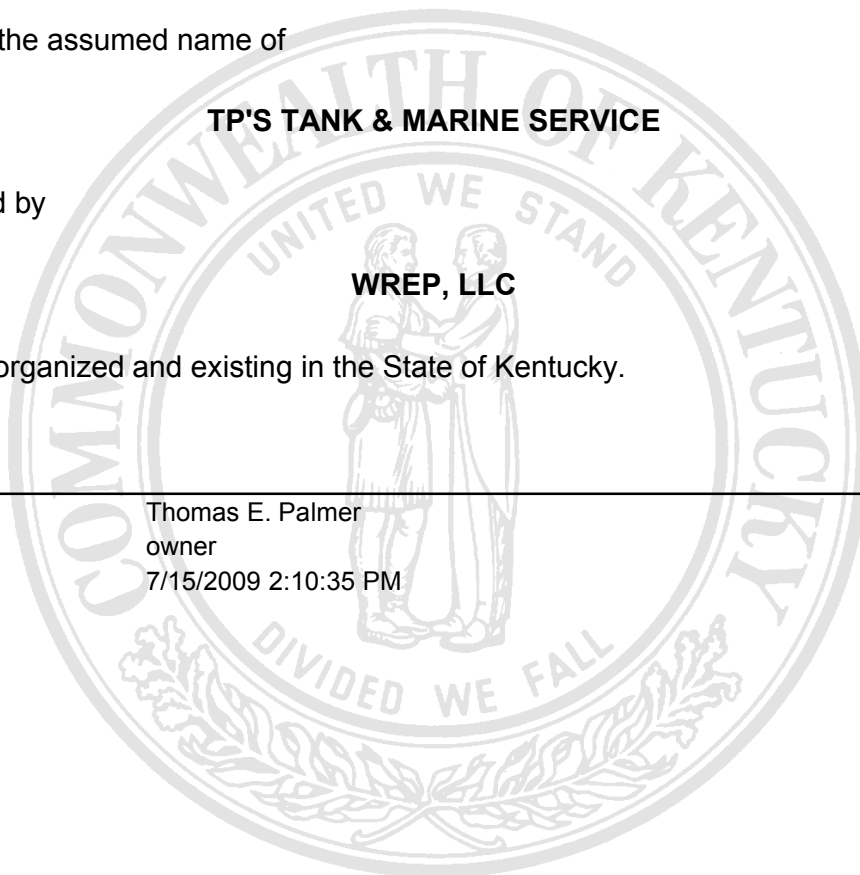 the assumed name of
TP'S TANK & MARINE SERVICE
d by
WREP, LLC
organized and existing in the State of Kentucky.
Thomas E. Palmer
owner
7/15/2009 2:10:35 PM
COMMONWEALTH OF KENTUCKY
UNITED WE STAND
DIVIDED WE FALL